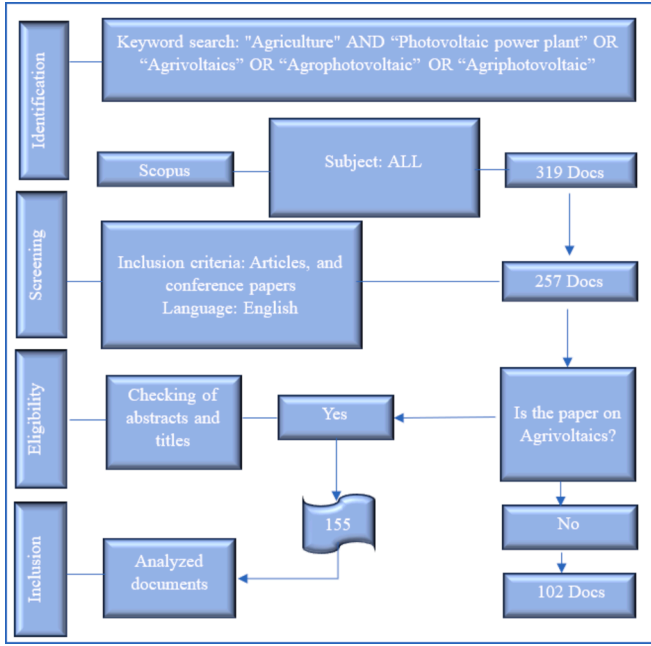 Identification
Keyword search: "Agriculture" AND “Photovoltaic power plant” OR
“Agrivoltaics” OR “Agrophotovoltaic” OR “Agriphotovoltaic”
Scopus
Subject: ALL
319 Docs
Screening
Inclusion criteria: Articles, and
conference papers
Language: English
257 Docs
Eligibility
Checking of
abstracts and
titles
Yes
Is the paper on
Agrivoltaics?
155
No
Inclusion
Analyzed
documents
102 Docs